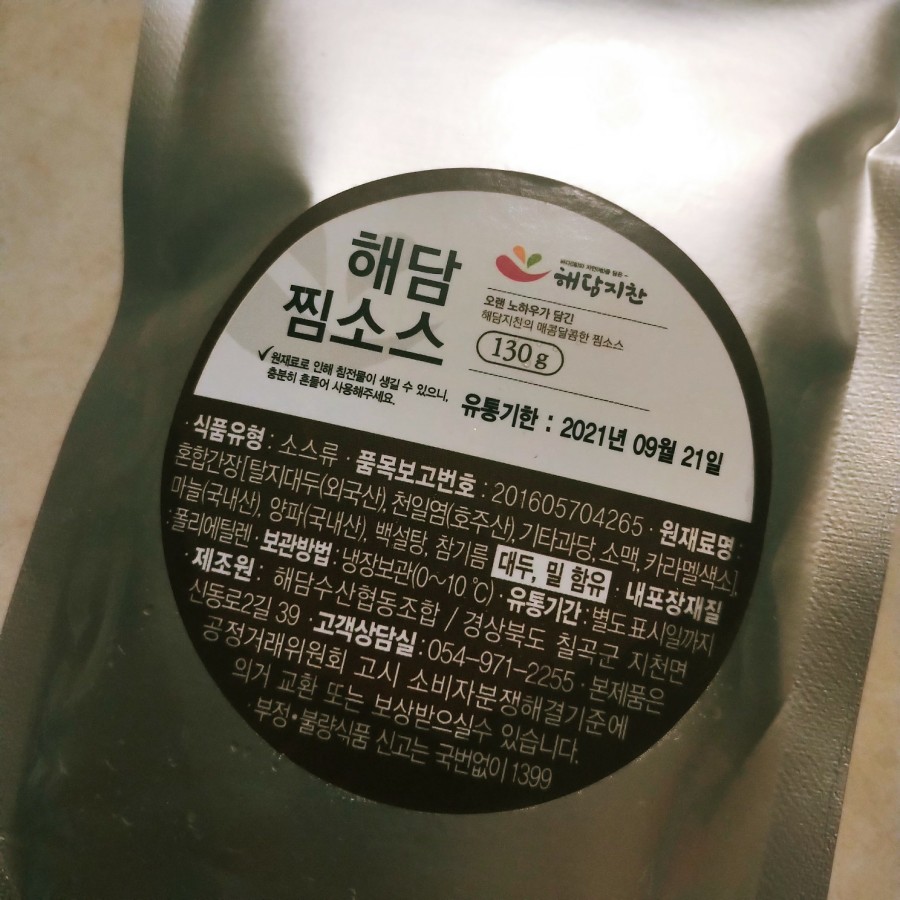 해담
찜소스
✓원재료로 인해 침전물이 생길 수 있으니,
충분히 흔들어 사용해주세요.
해담지찬
오랜 노하우가 담긴
해담지찬의 매콤달콤한 찜소스
130g
유통기한 : 2021년 09월 21일
·식품유형 : 소스류 · 품목보고번호 : 201605704265 · 원재료명 :
혼합간장[탈지대두(외국산), 천일염(호주산), 기타과당, 소맥, 카라멜색소],
마늘(국내산), 양파(국내산), 백설탕, 참기름 대두, 밀 함유 · 내포장재질
:폴리에틸렌 · 보관방법 : 냉장보관(0~10℃) · 유통기간 : 별도표시일까지
·제조원 : 해담수산협동조합 / 경상북도 칠곡군 지천면
신동로2길 39 · 고객상담실 : 054-971-2255 · 본제품은
공정거래위원회 고시 소비자분쟁해결기준에
의거 교환 또는 보상받으실수 있습니다.
·부정•불량식품 신고는 국번없이 1399